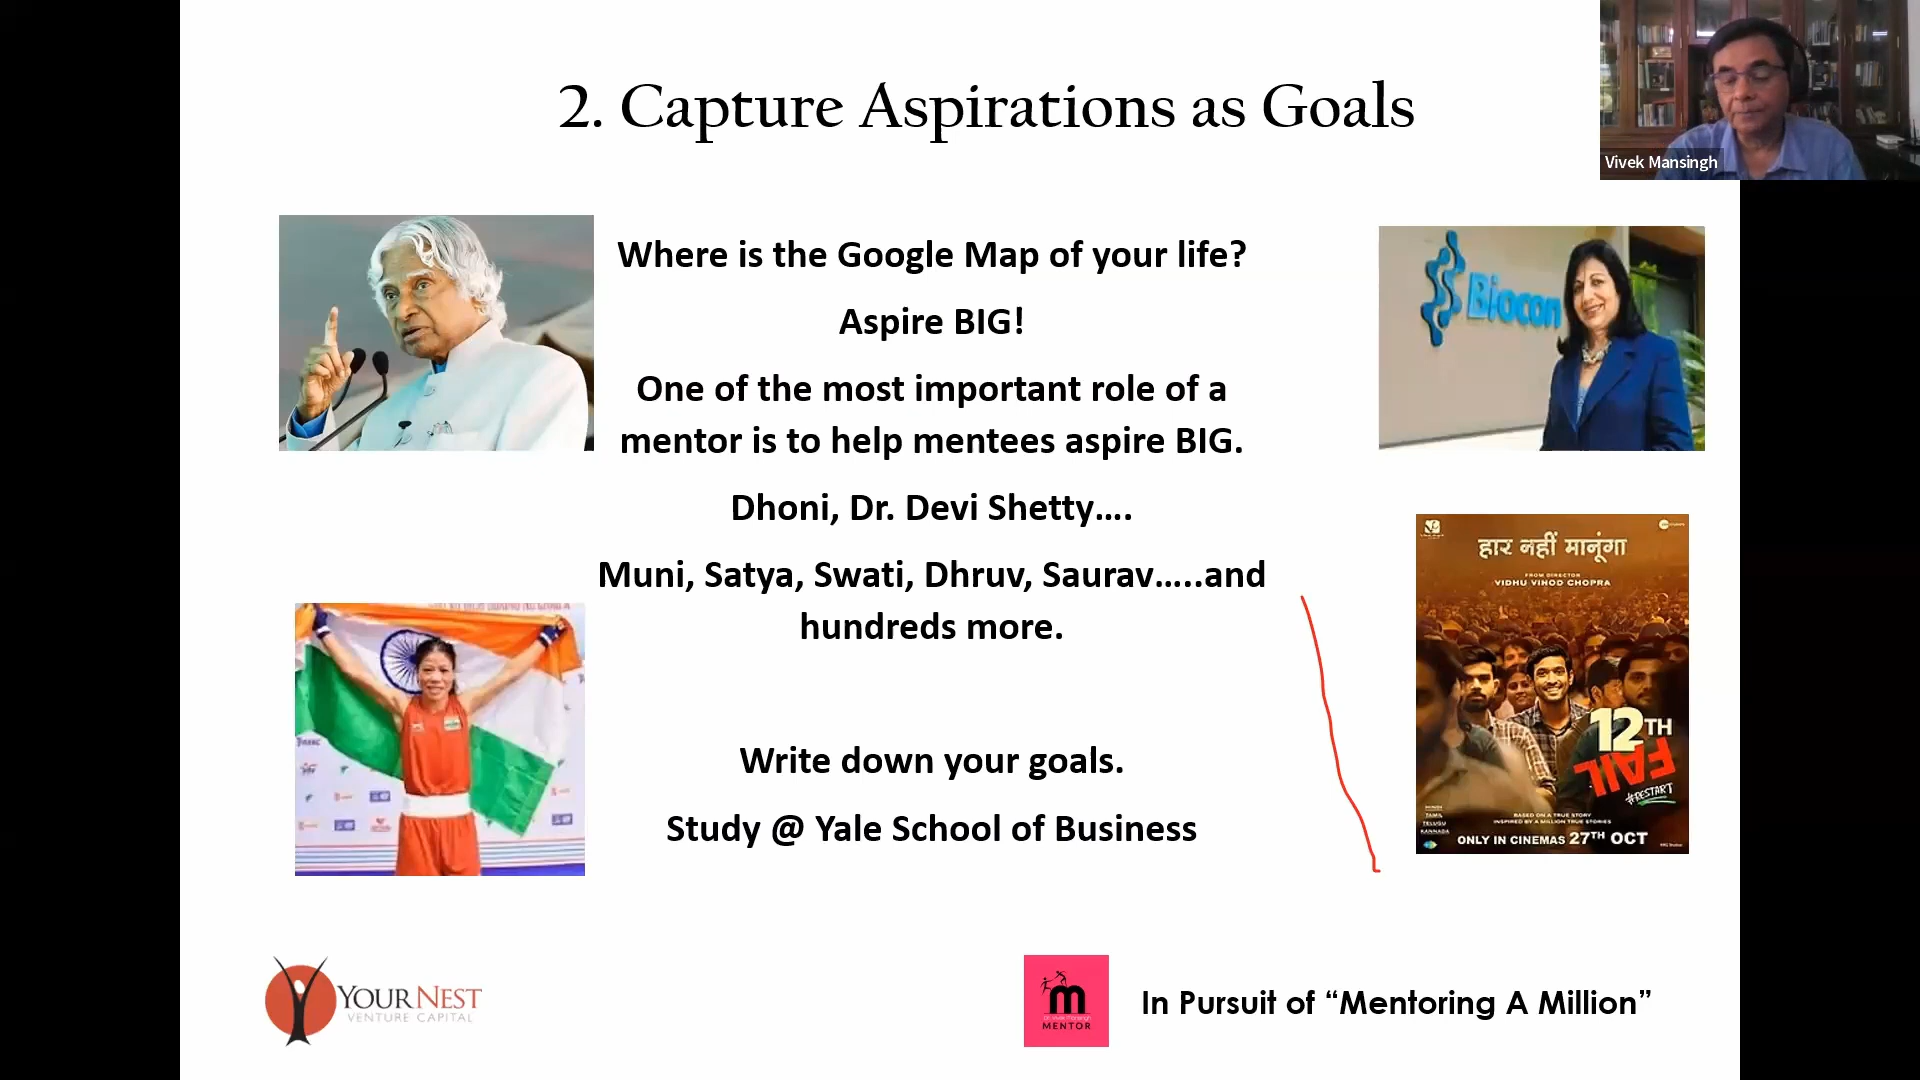 2. Capture Aspirations as Goals
Vivek Mansingh
Where is the Google Map of your life?
Aspire BIG!
One of the most important role of a
mentor is to help mentees aspire BIG.
Dhoni, Dr. Devi Shetty….
Muni, Satya, Swati, Dhruv, Saurav…..and
hundreds more.
Write down your goals.
Study @ Yale School of Business
Biocon
हार नहीं मानूंगा
FROM DIRECTOR
VIDHU VINOD CHOPRA
12TH
FAIL
#RESTART
HINDI
TAMIL
TELUGU
KANNADA
BASED ON A TRUE STORY
INSPIRED BY A MILLION TRUE STORIES
ONLY IN CINEMAS 27TH OCT
YOURNEST
VENTURE CAPITAL
m
Dr. Vivek Mansingh
MENTOR
In Pursuit of “Mentoring A Million”